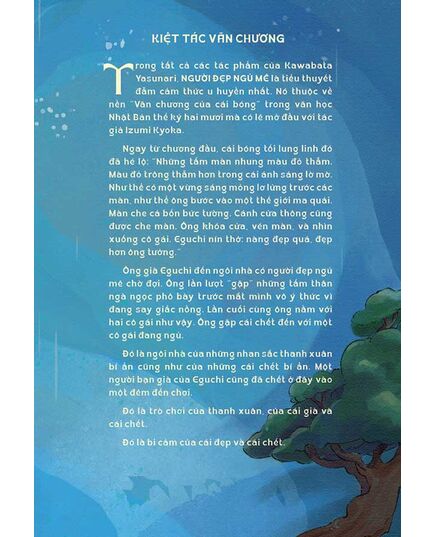 KIỆT TÁC VĂN CHƯƠNG
Trong tất cả các tác phẩm của Kawabata
Yasunari, NGƯỜI ĐẸP NGỦ MÊ là tiểu thuyết
đẫm cảm thức u huyền nhất. Nó thuộc về
nền “Văn chương của cái bóng” trong văn học
Nhật Bản thế kỷ hai mươi mà có lẽ mở đầu với tác
giả Izumi Kyoka.
Ngay từ chương đầu, cái bóng tối lung linh đó
đã hé lộ: “Những tấm màn nhung màu đỏ thẫm.
Màu đỏ trông thẫm hơn trong cái ánh sáng lờ mờ.
Như thể có một vừng sáng mỏng lơ lửng trước các
màn, như thể ông bước vào một thế giới ma quái.
Màn che cả bốn bức tường. Cánh cửa thông cũng
được che màn. Ông khóa cửa, vén màn, và nhìn
xuống cô gái. Eguchi nín thở: nàng đẹp quá, đẹp
hơn ông tưởng.”
Ông già Eguchi đến ngôi nhà có người đẹp ngủ
mê chờ đợi. Ông lần lượt “gặp” những tấm thân
ngà ngọc phô bày trước mắt mình vô ý thức vì
đang say giấc nồng. Lần cuối cùng ông nằm với
hai cô gái như vậy. Ông gặp cái chết đến với một
cô gái đang ngủ.
Đó là ngôi nhà của những nhan sắc thanh xuân
bí ẩn cũng như của những cái chết bí ẩn. Một
người bạn già của Eguchi cũng đã chết ở đây vào
một đêm đến chơi.
Đó là trò chơi của thanh xuân, của cái già và
cái chết.
Đó là bi cảm của cái đẹp và cái chết.